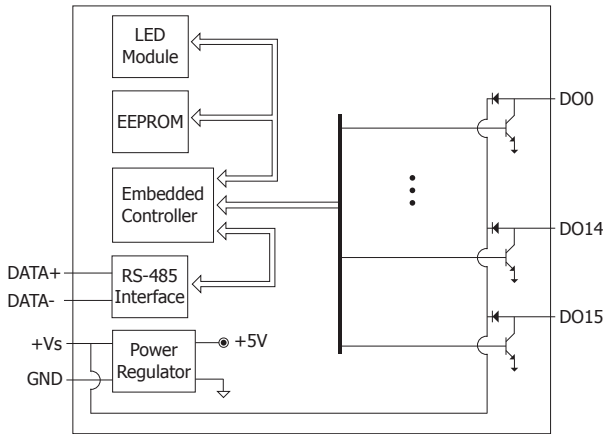 LED
Module
EEPROM
Embedded
Controller
RS-485
Interface
Power
Regulator
DATA+
DATA-
+Vs
GND
+5V
DO0
DO14
DO15